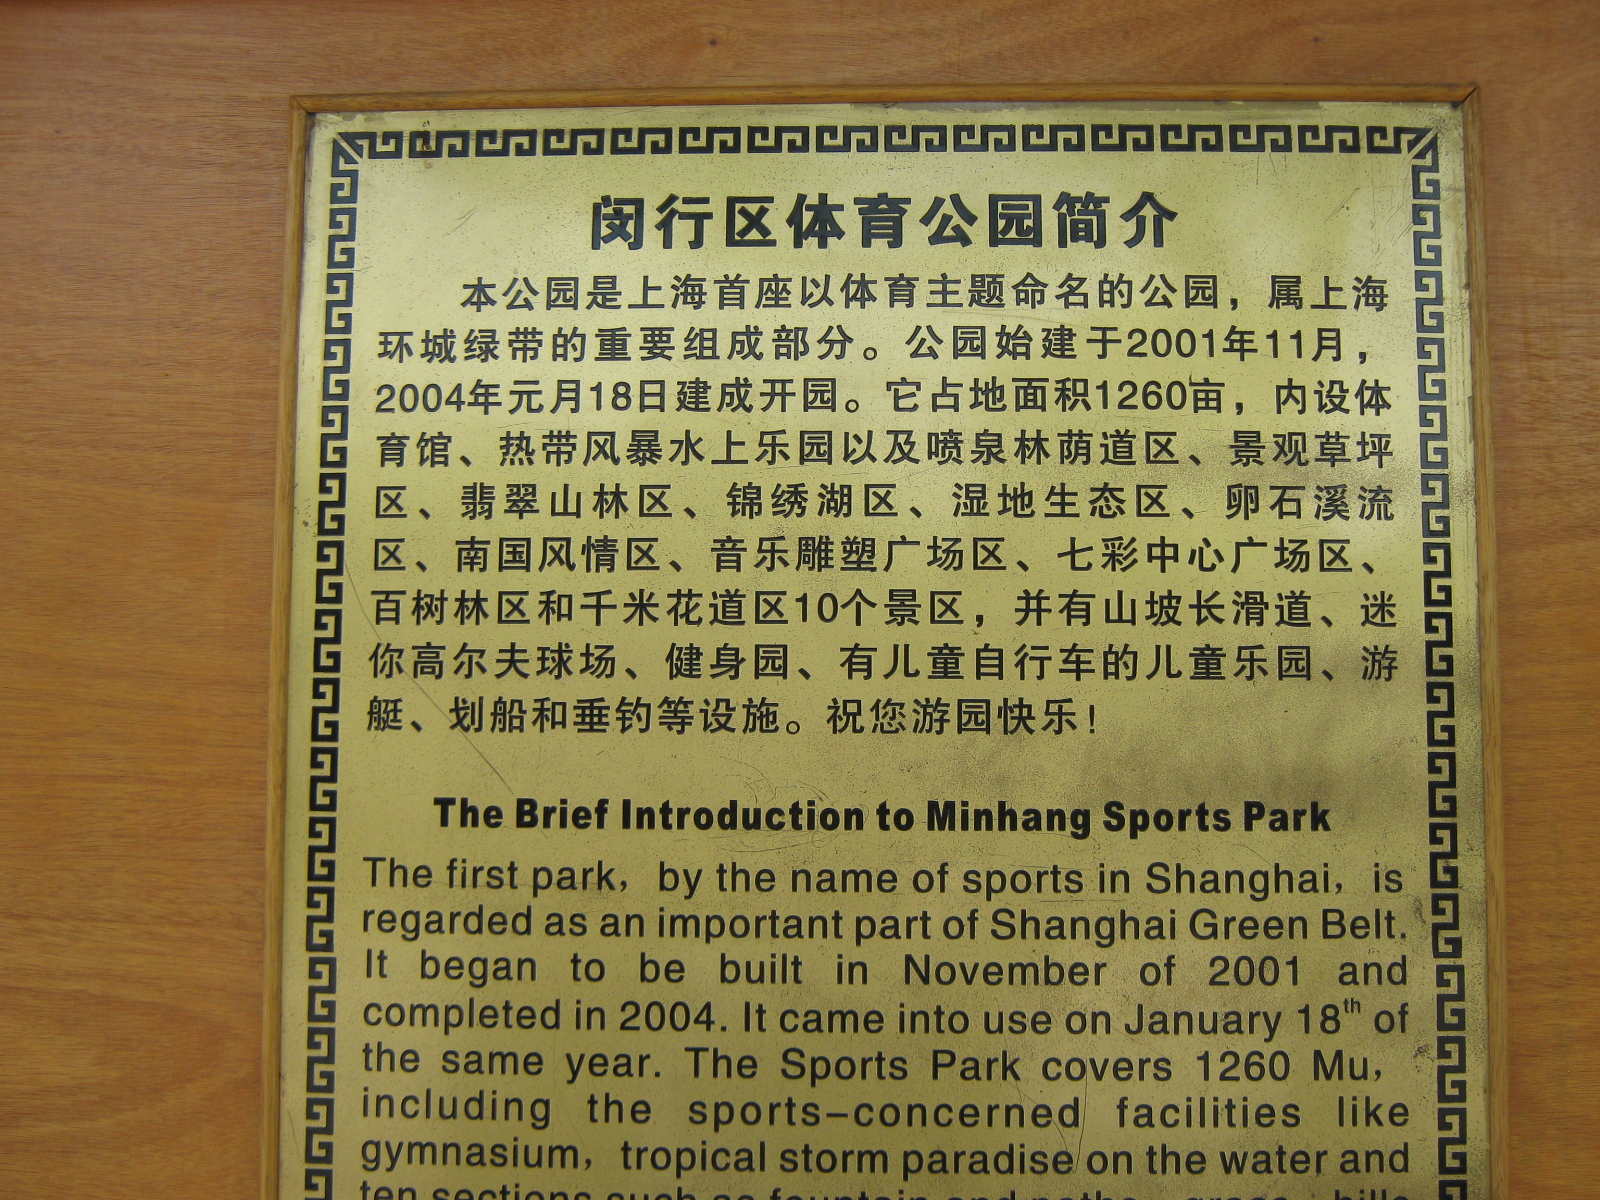 闵行区体育公园简介
本公园是上海首座以体育主题命名的公园，属上海
环城绿带的重要组成部分。公园始建于2001年11月，
2004年元月18日建成开园。它占地面积1260亩，内设体
育馆、热带风暴水上乐园以及喷泉林荫道区、景观草坪
区、翡翠山林区、锦绣湖区、湿地生态区、卵石溪流
区、南国风情区、音乐雕塑广场区、七彩中心广场区、
百树林区和千米花道区10个景区，并有山坡长滑道、迷
你高尔夫球场、健身园、有儿童自行车的儿童乐园、游
艇、划船和垂钓等设施。祝您游园快乐！
The Brief Introduction to Minhang Sports Park
The first park, by the name of sports in Shanghai, is
regarded as an important part of Shanghai Green Belt.
It began to be built in November of 2001 and
completed in 2004. It came into use on January 18th of
the same year. The Sports Park covers 1260 Mu,
including the sports-concerned facilities like
gymnasium, tropical storm paradise on the water and
ten sections such as fountain and paths, grass, hills